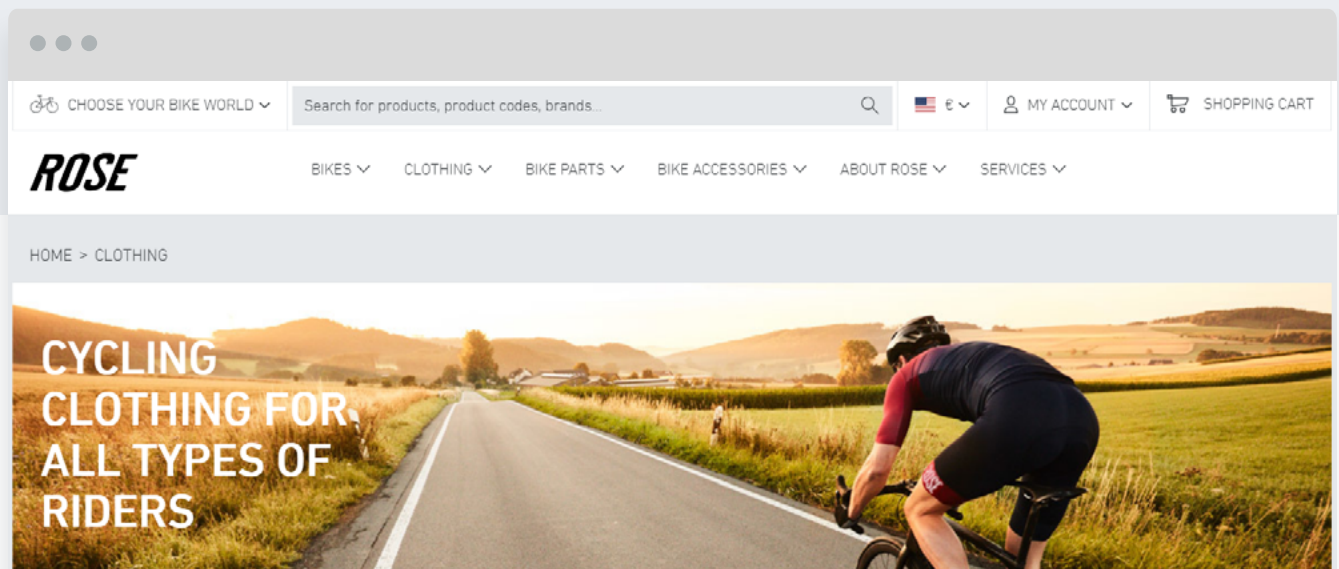 CHOOSE YOUR BIKE WORLD
Search for products, product codes, brands...
€
MY ACCOUNT
SHOPPING CART
ROSE
BIKES
CLOTHING
BIKE PARTS
BIKE ACCESSORIES
ABOUT ROSE
SERVICES
HOME > CLOTHING
CYCLING
CLOTHING FOR
ALL TYPES OF
RIDERS